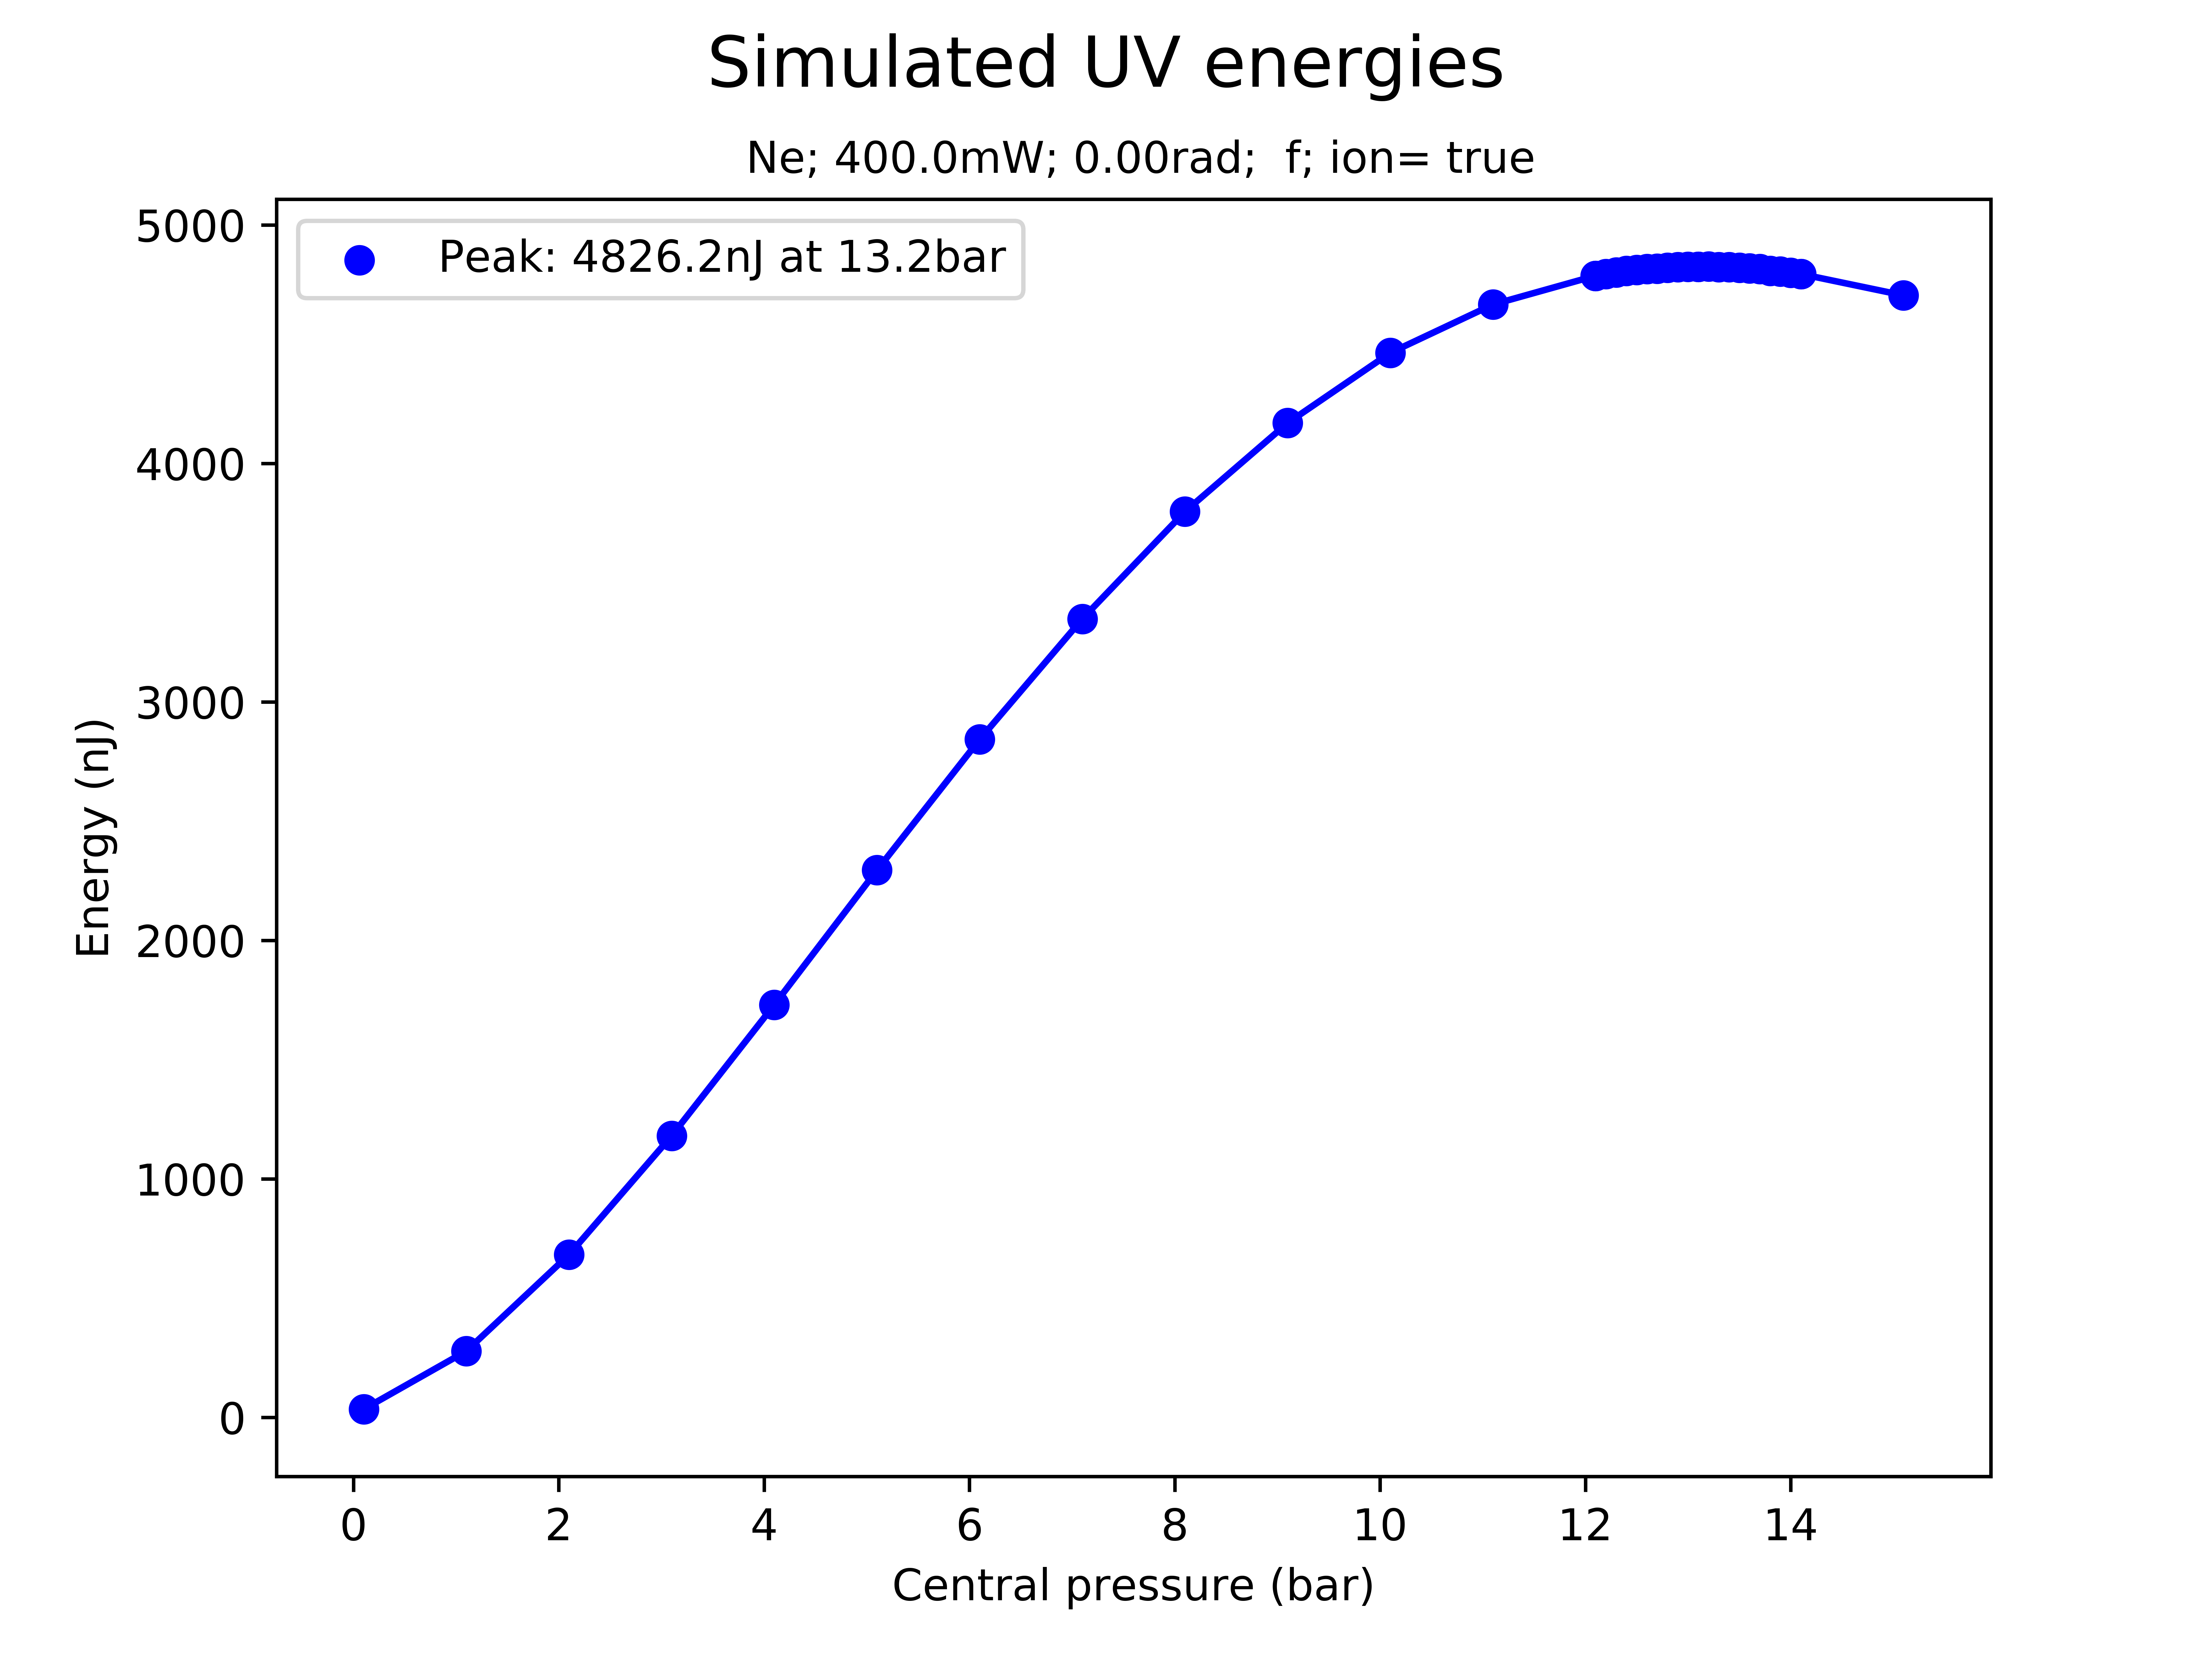 Simulated UV energies
Ne; 400.0mW; 0.00rad;  f; ion= true
Peak: 4826.2nJ at 13.2bar
5000
4000
3000
2000
1000
0
Energy (nJ)
0 2 4 6 8 10 12 14
Central pressure (bar)